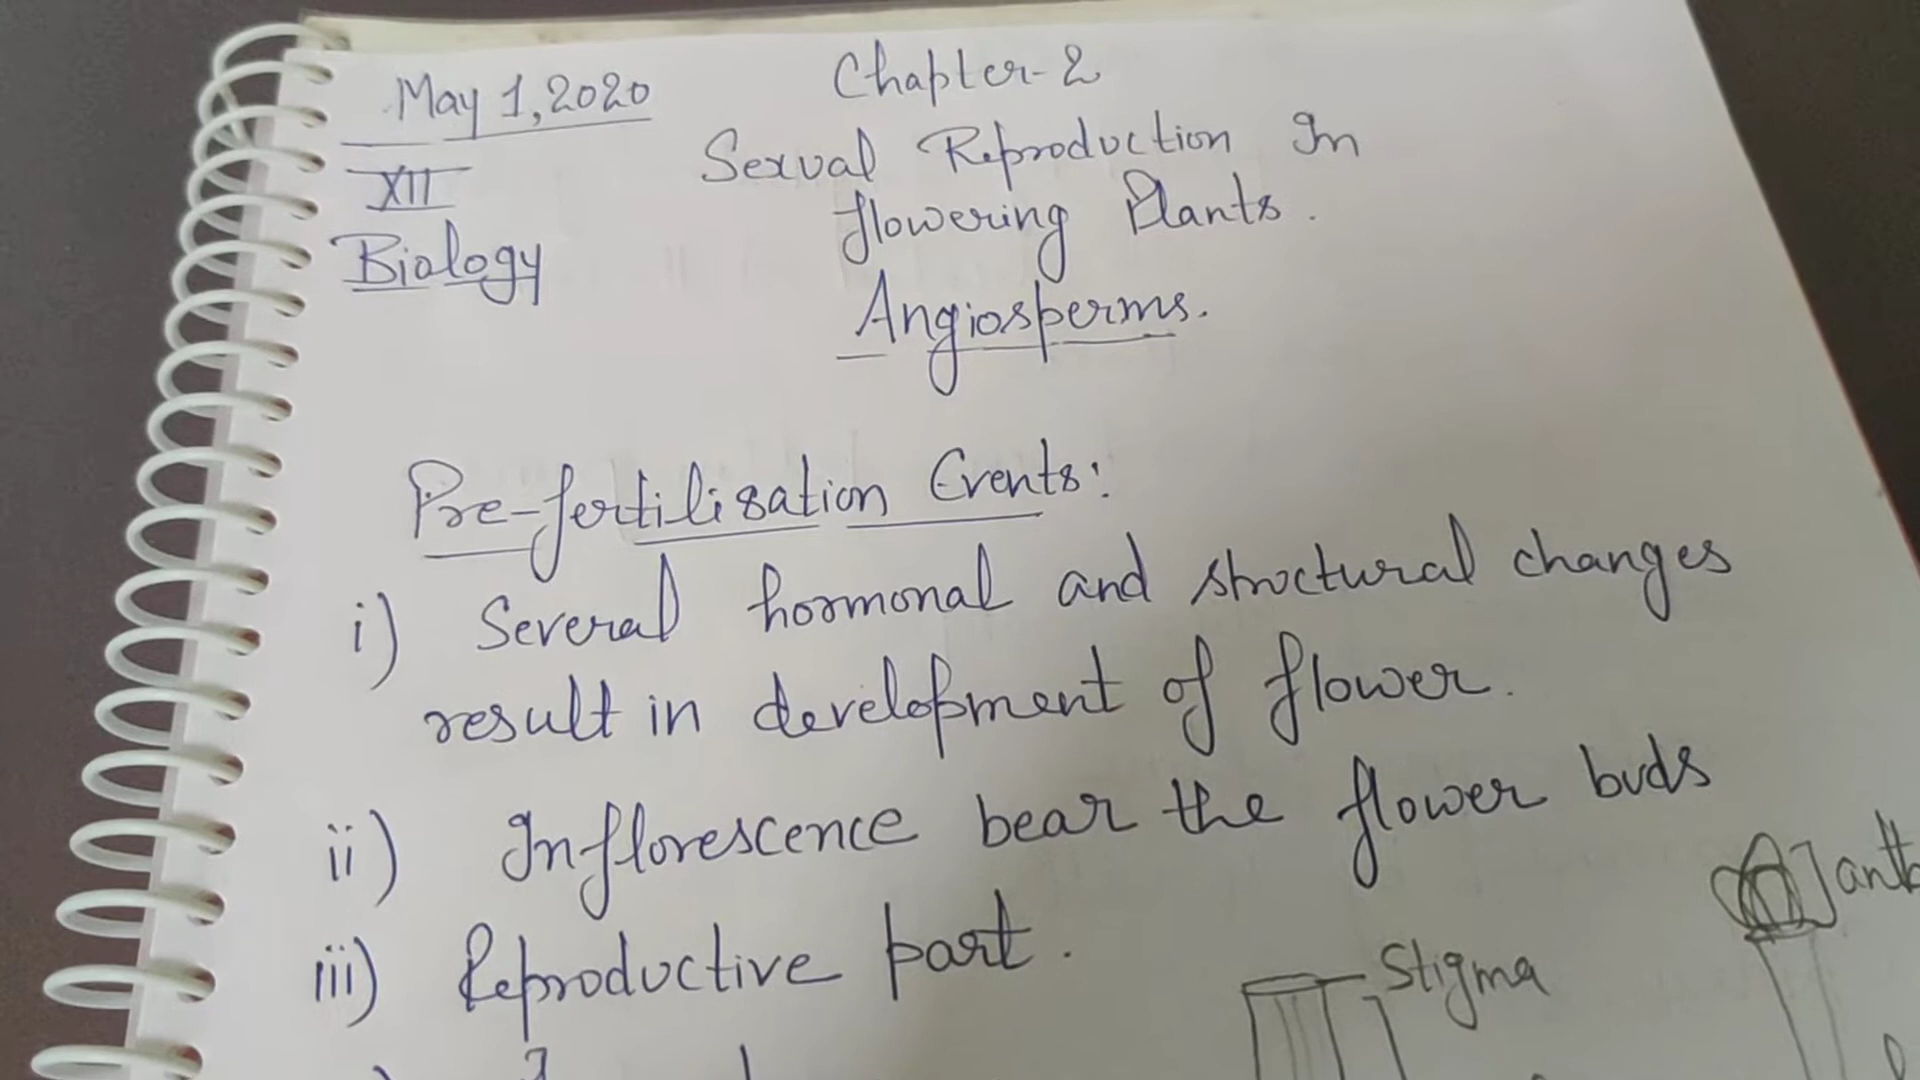 May 1, 2020
XII
Biology
Chapter-2
Sexual Reproduction In
flowering Plants.
Angiosperms.
Pre-fertilisation Events:
i) Several hormonal and structural changes
result in development of flower.
ii) Inflorescence bear the flower buds
iii) Reproductive part.
Stigma